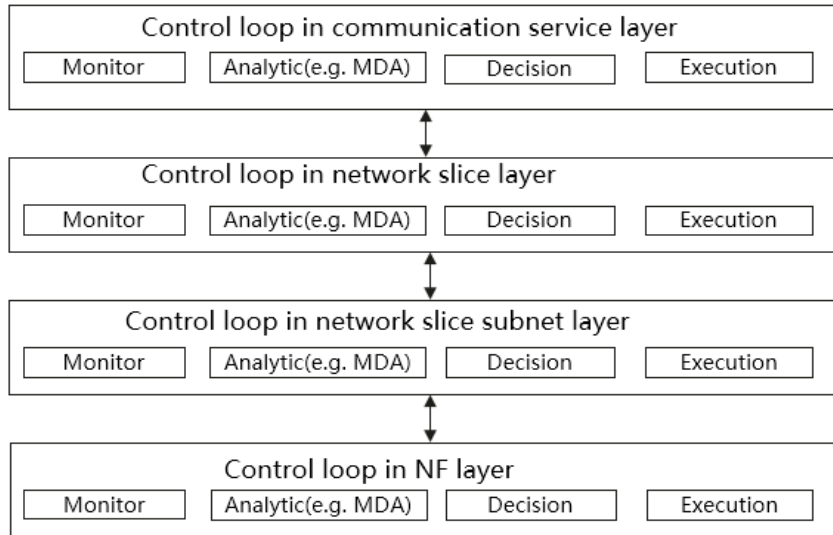 Control loop in communication service layer
Monitor Analytic(e.g. MDA) Decision Execution
Control loop in network slice layer
Monitor Analytic(e.g. MDA) Decision Execution
Control loop in network slice subnet layer
Monitor Analytic(e.g. MDA) Decision Execution
Control loop in NF layer
Monitor Analytic(e.g. MDA) Decision Execution